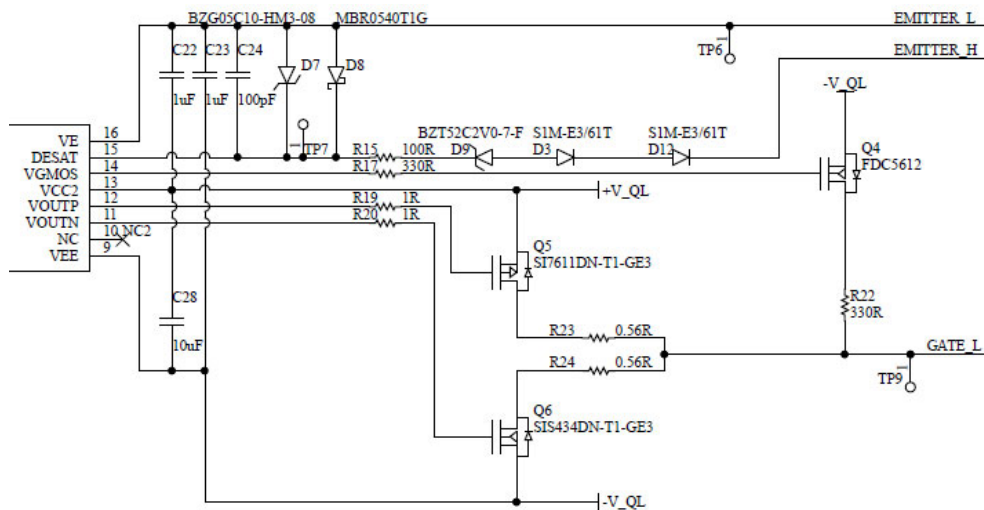 BZG05C10-HM3-08 MBR0540T1G EMITTER_L
C22 C23 C24 1 TP6 EMITTER_H
D7 D8 -V_QL
1uF 1uF 100pF
16 VE BZT52C2V0-7-F S1M-E3/61T S1M-E3/61T
15 DESAT 1 TP7 R15 100R D9 D3 D12 Q4
14 VGMOS R17 330R FDC5612
13 VCC2 +V_QL
12 VOUTP R19 1R
11 VOUTN R20 1R
10 NC NC2
9 VEE Q5
SI7611DN-T1-GE3
C28 R22
330R
10uF R23 0.56R
GATE_L
R24 0.56R 1
TP9
Q6
SIS434DN-T1-GE3
-V_QL